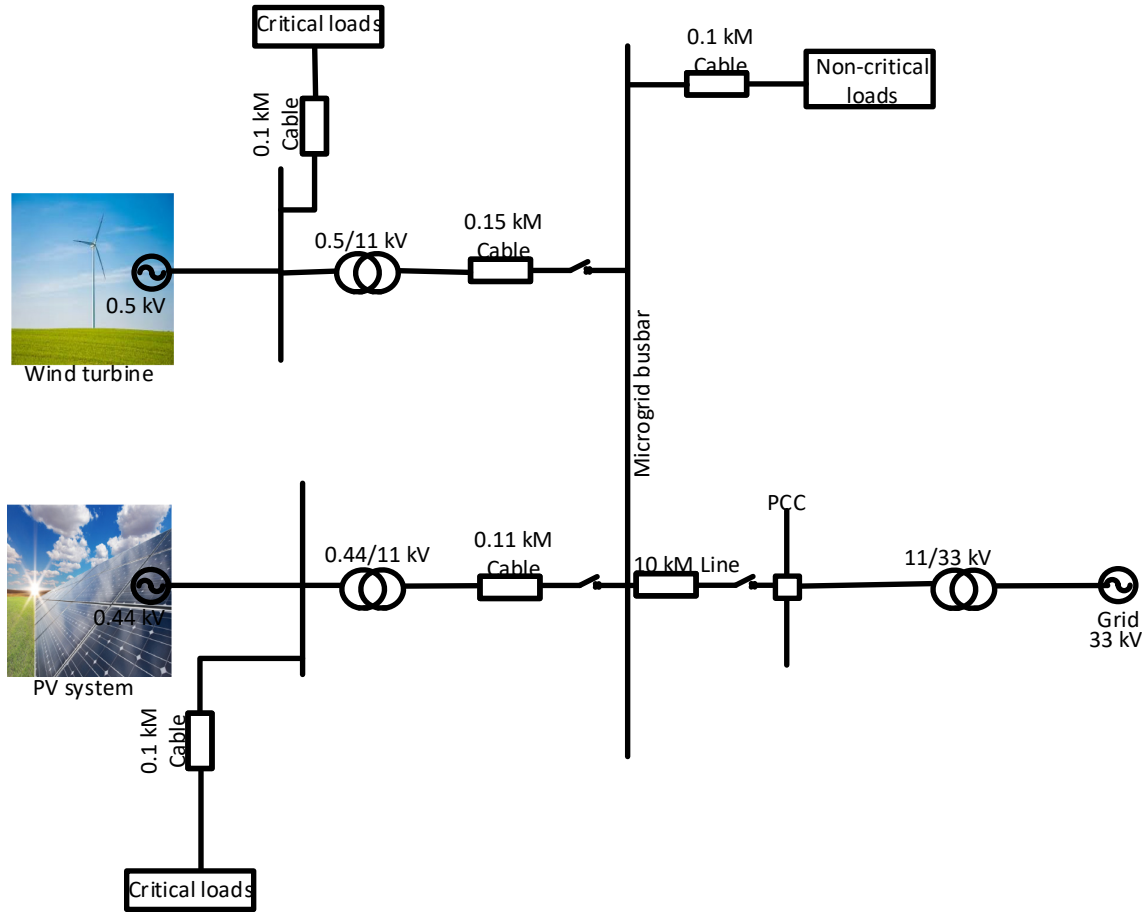 Critical loads
0.1 kM
Cable
0.1 kM
Cable
Non-critical
loads
0.15 kM
Cable
0.5/11 kV
0.5 kV
Wind turbine
Microgrid busbar
PCC
0.44/11 kV
0.11 kM
Cable
10 kM Line
11/33 kV
0.44 kV
Grid
33 kV
PV system
0.1 kM
Cable
Critical loads